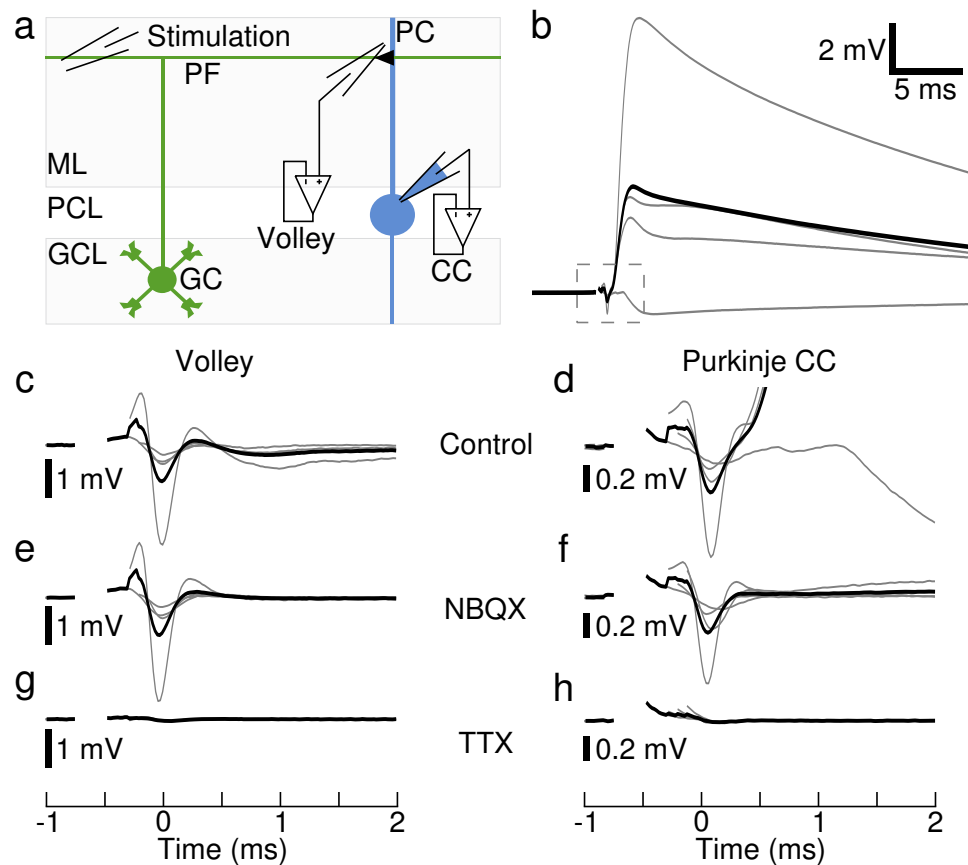 a
Stimulation
PC
PF
ML
PCL
GCL
GC
Volley
CC
- +
- +
b
2 mV
5 ms
Volley
Purkinje CC
c
1 mV
Control
d
0.2 mV
e
1 mV
NBQX
f
0.2 mV
g
1 mV
TTX
h
0.2 mV
-1 0 1 2
Time (ms)
-1 0 1 2
Time (ms)